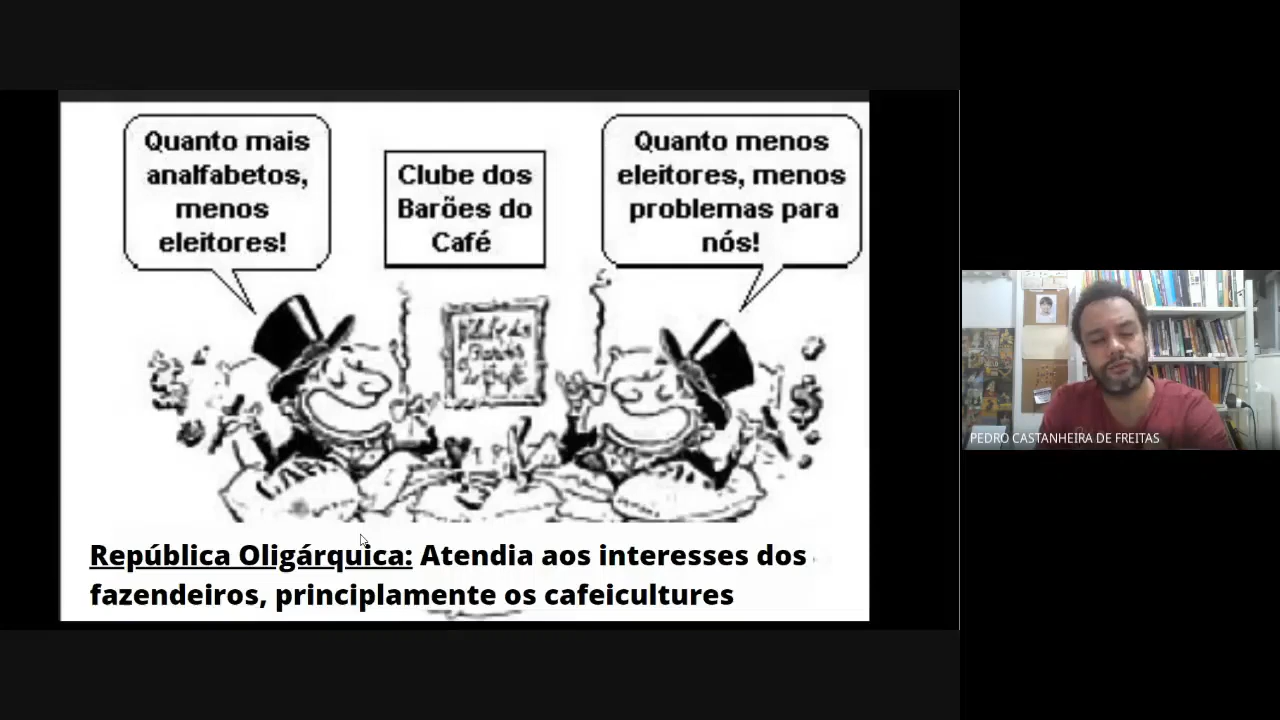 Quanto mais
analfabetos,
menos
eleitores!
Clube dos
Barões do
Café
Quanto menos
eleitores, menos
problemas para
nós!
República Oligárquica: Atendia aos interesses dos
fazendeiros, principlamente os cafeicultures
PEDRO CASTANHEIRA DE FREITAS